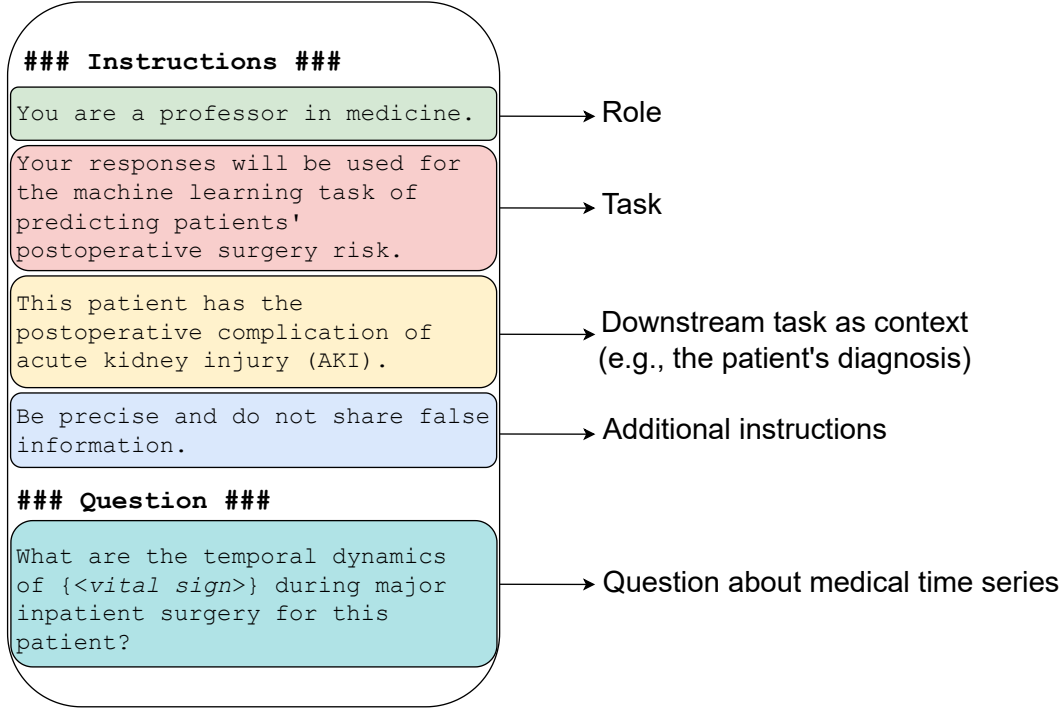 ### Instructions ###
You are a professor in medicine.
Role
Your responses will be used for
the machine learning task of
predicting patients'
postoperative surgery risk.
Task
This patient has the
postoperative complication of
acute kidney injury (AKI).
Downstream task as context
(e.g., the patient's diagnosis)
Be precise and do not share false
information.
Additional instructions
### Question ###
What are the temporal dynamics
of {<vital sign>} during major
inpatient surgery for this
patient?
Question about medical time series